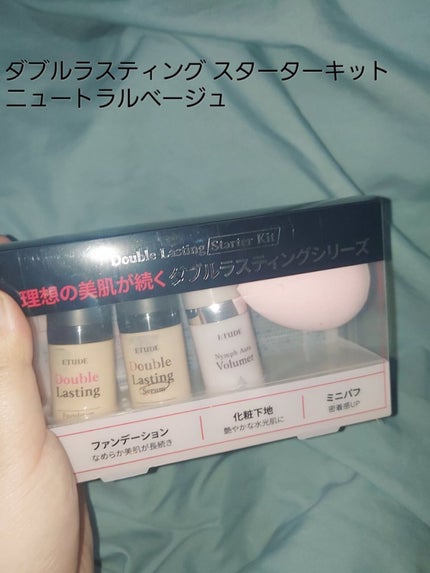 ダブルラスティング スターターキット
ニュートラルベージュ
Double Lasting Starter Kit
理想の美肌が続くダブルラスティングシリーズ
ETUDE
Double
Lasting
ETUDE
Double
Lasting
Serum
ETUDE
Nymph Aura
Volumer
ファンデーション
なめらか美肌が長続き
化粧下地
艶やかな水光肌に
ミニパフ
密着感UP